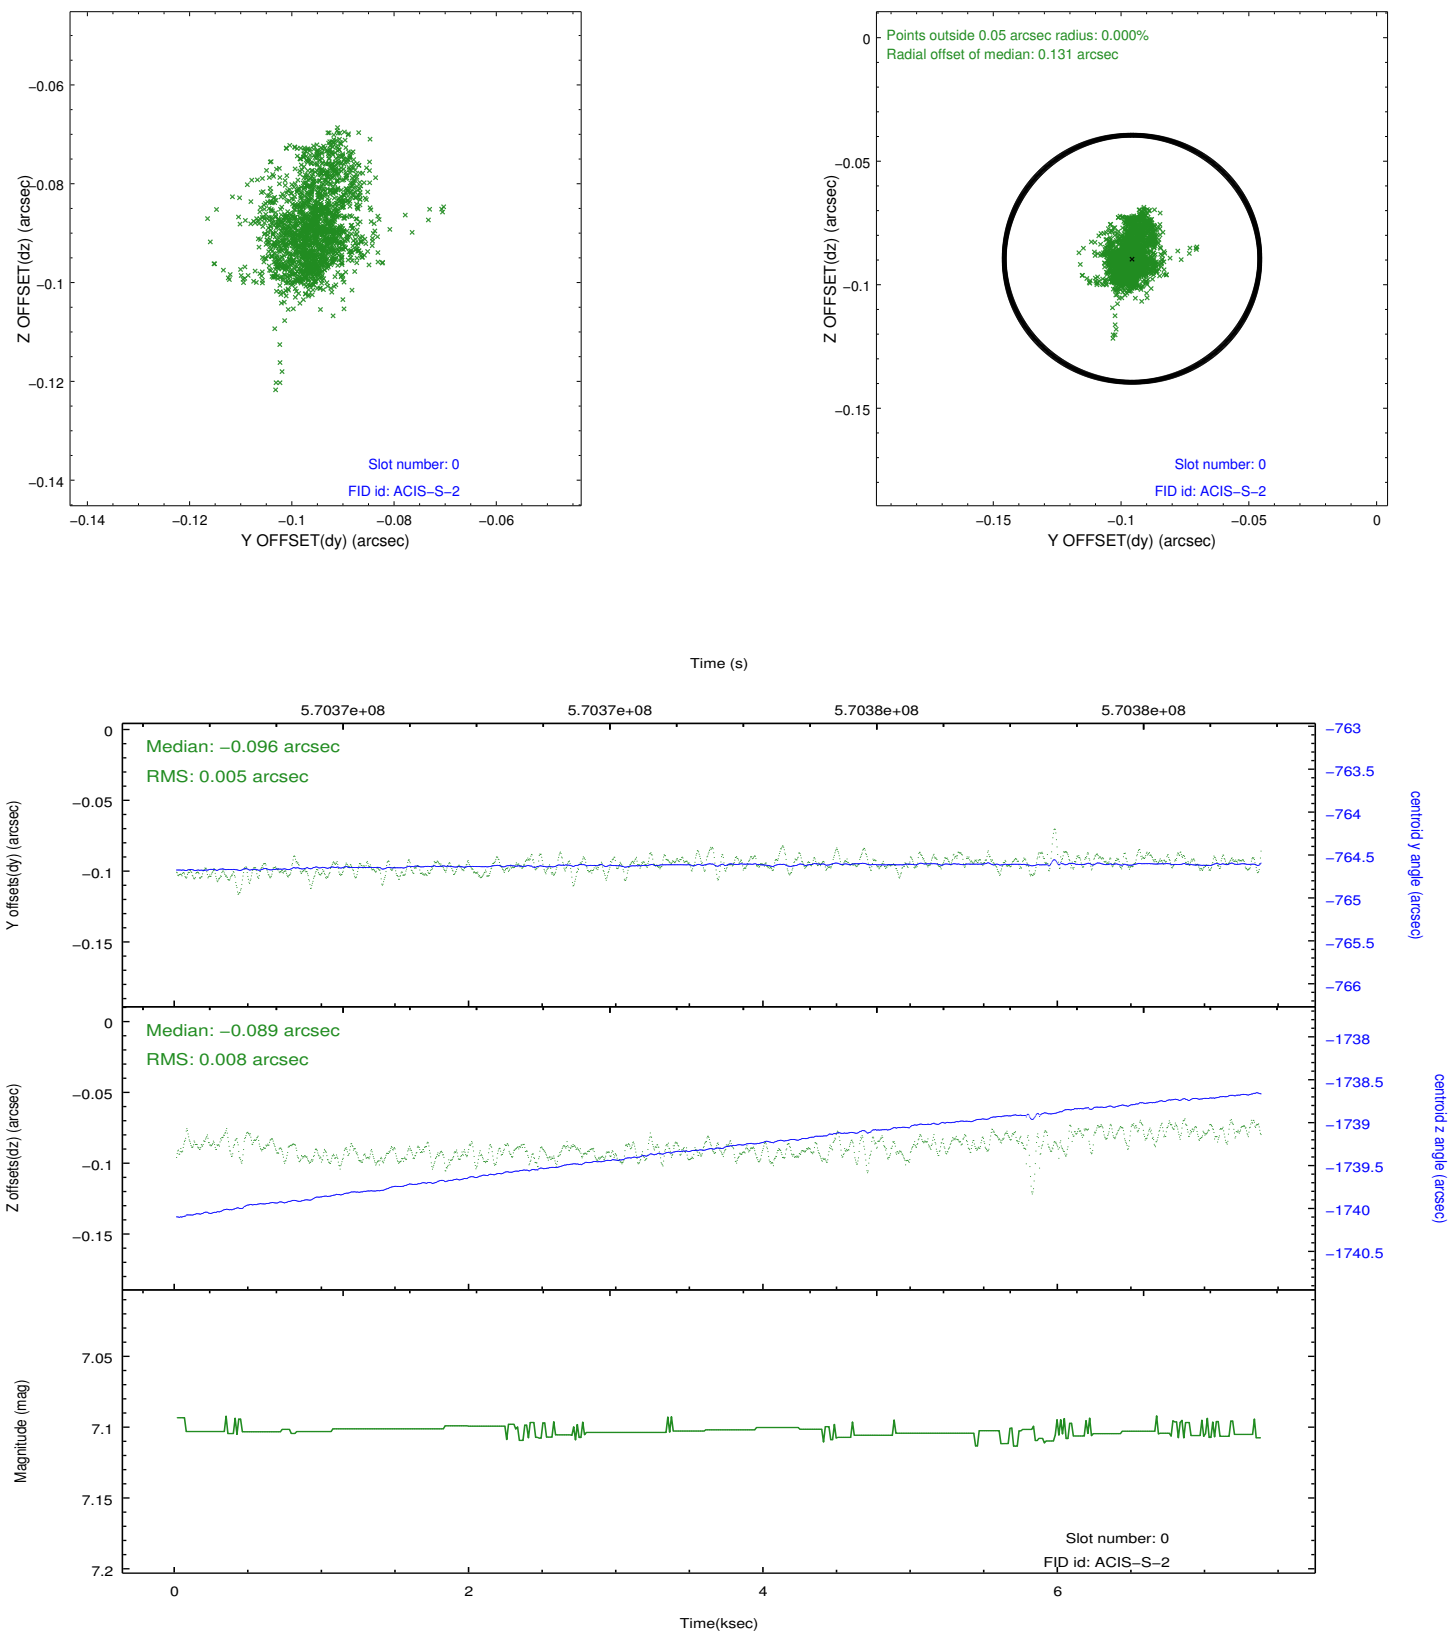 −0.06
−0.08
−0.1
−0.12
−0.14
Z OFFSET(dz) (arcsec)
Slot number: 0
FID id: ACIS−S−2
−0.14
−0.12
−0.1
−0.08
−0.06
Y OFFSET(dy) (arcsec)
Points outside 0.05 arcsec radius: 0.000%
Radial offset of median: 0.131 arcsec
0
−0.05
−0.1
−0.15
Z OFFSET(dz) (arcsec)
Slot number: 0
FID id: ACIS−S−2
−0.15
−0.1
−0.05
0
Y OFFSET(dy) (arcsec)
Time (s)
5.7037e+08
5.7037e+08
5.7038e+08
5.7038e+08
Median: −0.096 arcsec
RMS: 0.005 arcsec
0
−0.05
−0.1
−0.15
Y offsets(dy) (arcsec)
−763
−763.5
−764
−764.5
−765
−765.5
−766
centroid y angle (arcsec)
Median: −0.089 arcsec
RMS: 0.008 arcsec
0
−0.05
−0.1
−0.15
Z offsets(dz) (arcsec)
−1738
−1738.5
−1739
−1739.5
−1740
−1740.5
centroid z angle (arcsec)
7.05
7.1
7.15
7.2
Magnitude (mag)
Slot number: 0
FID id: ACIS−S−2
0
2
4
6
Time(ksec)